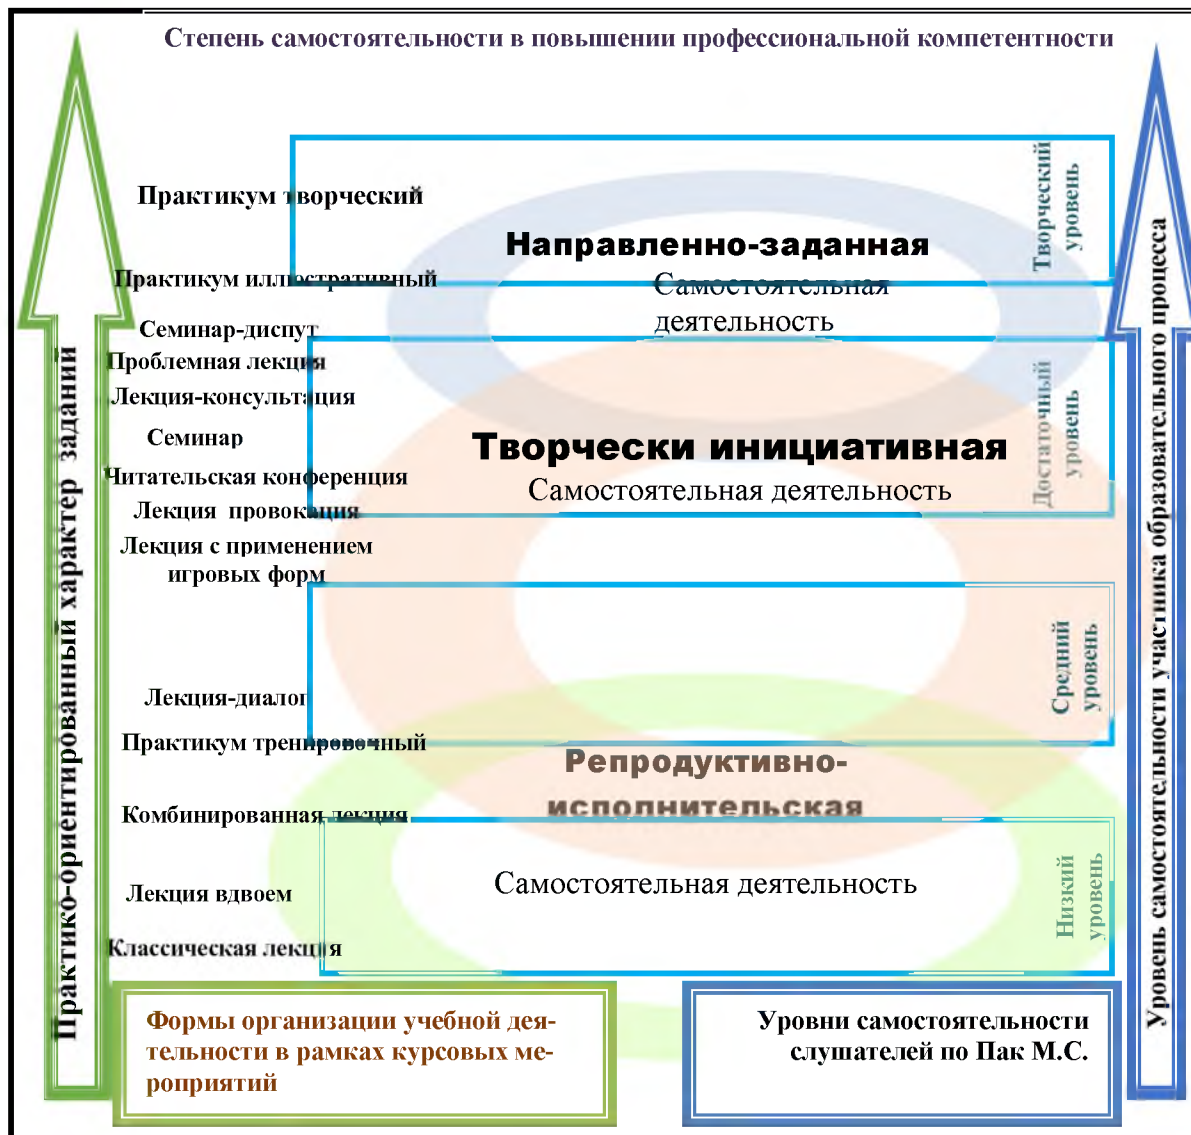 Степень самостоятельности в повышении профессиональной компетентности
Практико-ориентированный характер заданий
Практикум творческий
Практикум иллюстративный
Семинар-диспут
Проблемная лекция
Лекция-консультация
Семинар
Читательская конференция
Лекция провокация
Лекция с применением
игровых форм
Лекция-диалог
Практикум тренировочный
Комбинированная лекция
Лекция вдвоем
Классическая лекция
Направленно-заданная
Самостоятельная
деятельность
Творчески инициативная
Самостоятельная деятельность
Репродуктивно-
исполнительская
Самостоятельная деятельность
Творческий
уровень
Достаточный
уровень
Средний
уровень
Низкий
уровень
Уровень самостоятельности участника образовательного процесса
Формы организации учебной дея-
тельности в рамках курсовых ме-
роприятий
Уровни самостоятельности
слушателей по Пак М.С.